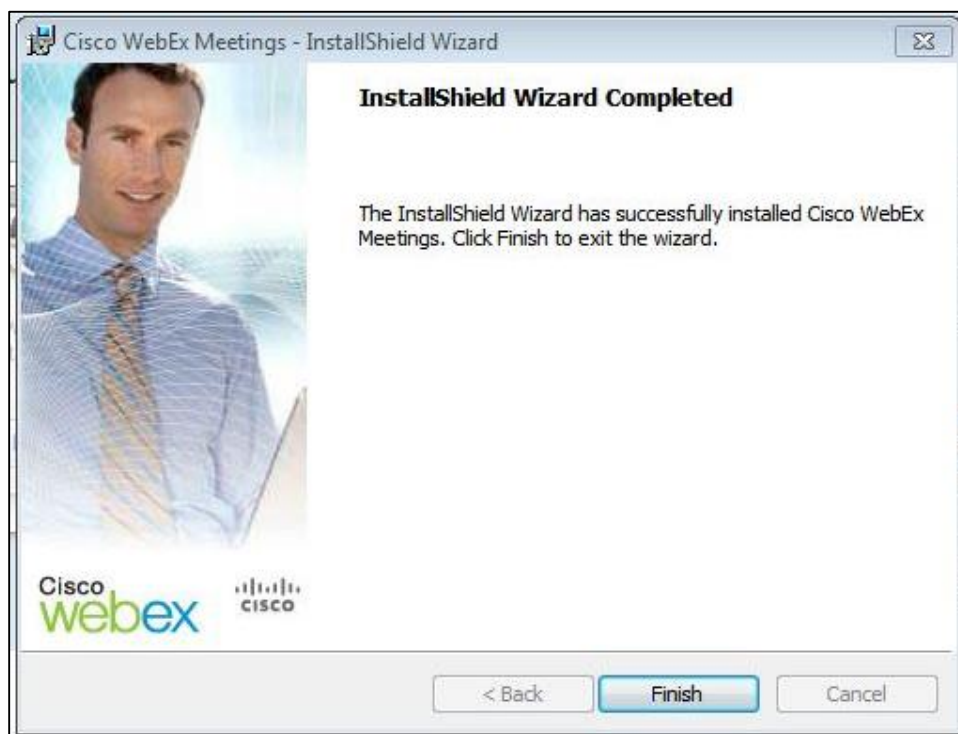 Cisco WebEx Meetings - InstallShield Wizard
InstallShield Wizard Completed
The InstallShield Wizard has successfully installed Cisco WebEx
Meetings. Click Finish to exit the wizard.
Cisco
webex
CISCO
< Back
Finish
Cancel